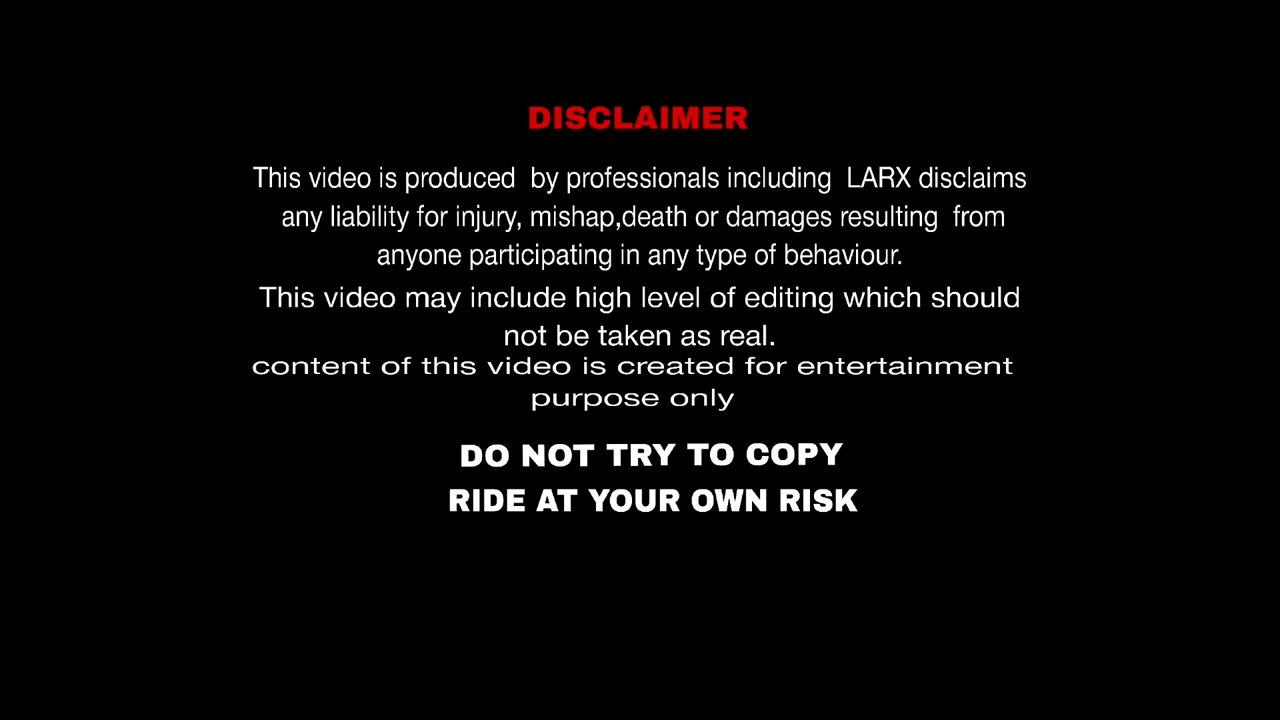 DISCLAIMER
This video is produced  by professionals including  LARX disclaims
any liability for injury, mishap,death or damages resulting  from
anyone participating in any type of behaviour.
This video may include high level of editing which should
not be taken as real.
content of this video is created for entertainment
purpose only
DO NOT TRY TO COPY
RIDE AT YOUR OWN RISK